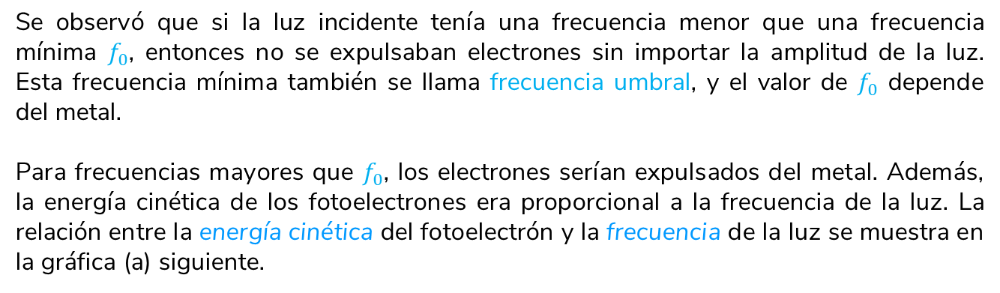 Se observó que si la luz incidente tenía una frecuencia menor que una frecuencia
mínima f₀, entonces no se expulsaban electrones sin importar la amplitud de la luz.
Esta frecuencia mínima también se llama frecuencia umbral, y el valor de f₀ depende
del metal.
Para frecuencias mayores que f₀, los electrones serían expulsados del metal. Además,
la energía cinética de los fotoelectrones era proporcional a la frecuencia de la luz. La
relación entre la energía cinética del fotoelectrón y la frecuencia de la luz se muestra en
la gráfica (a) siguiente.